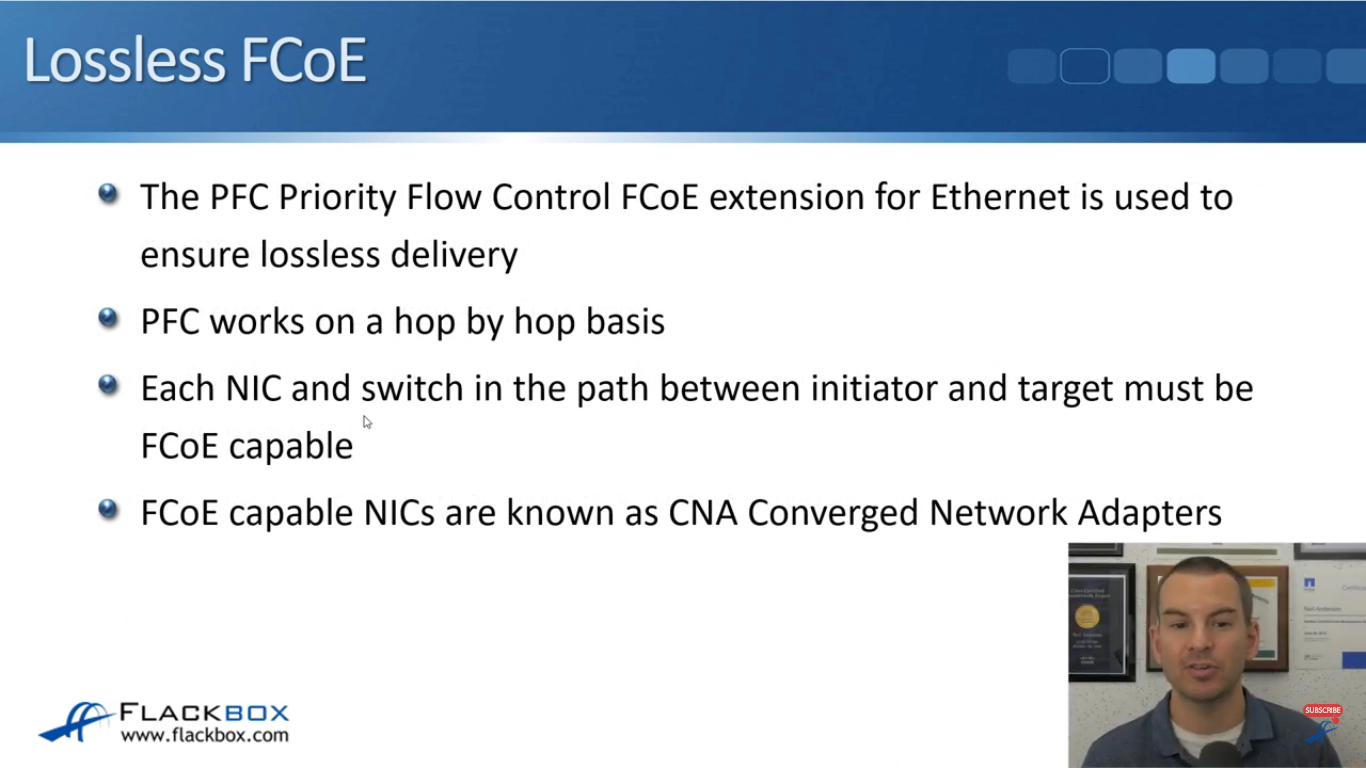 Lossless FCoE
The PFC Priority Flow Control FCoE extension for Ethernet is used to
ensure lossless delivery
PFC works on a hop by hop basis
Each NIC and switch in the path between initiator and target must be
FCoE capable
FCoE capable NICs are known as CNA Converged Network Adapters
FLACKBOX
www.flackbox.com
Neil Anderson
SUBSCRIBE